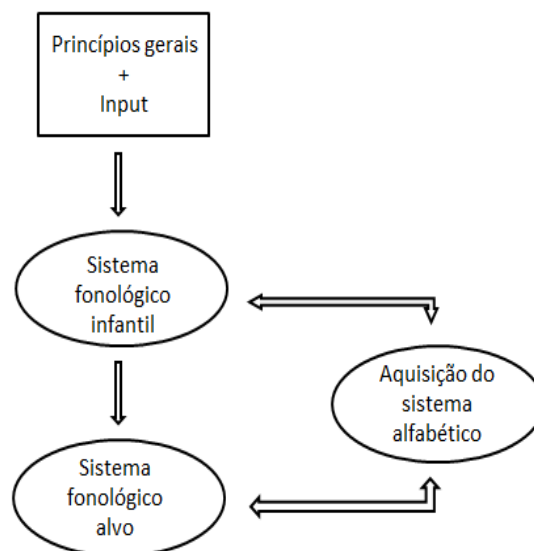 Princípios gerais
+
Input
Sistema
fonológico
infantil
Aquisição do
sistema
alfabético
Sistema
fonológico
alvo